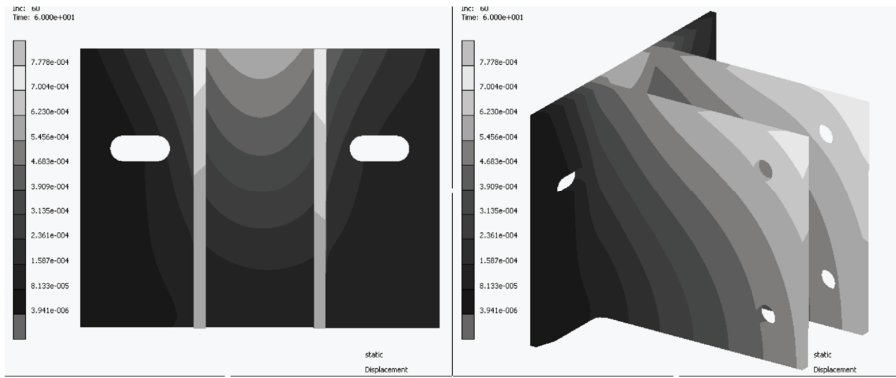 Inc: 60
Time: 6.000e+001
7.778e-004
7.004e-004
6.230e-004
5.456e-004
4.683e-004
3.909e-004
3.135e-004
2.361e-004
1.587e-004
8.133e-005
3.941e-006
static
Displacement
Inc: 60
Time: 6.000e+001
7.778e-004
7.004e-004
6.230e-004
5.456e-004
4.683e-004
3.909e-004
3.135e-004
2.361e-004
1.587e-004
8.133e-005
3.941e-006
static
Displacement